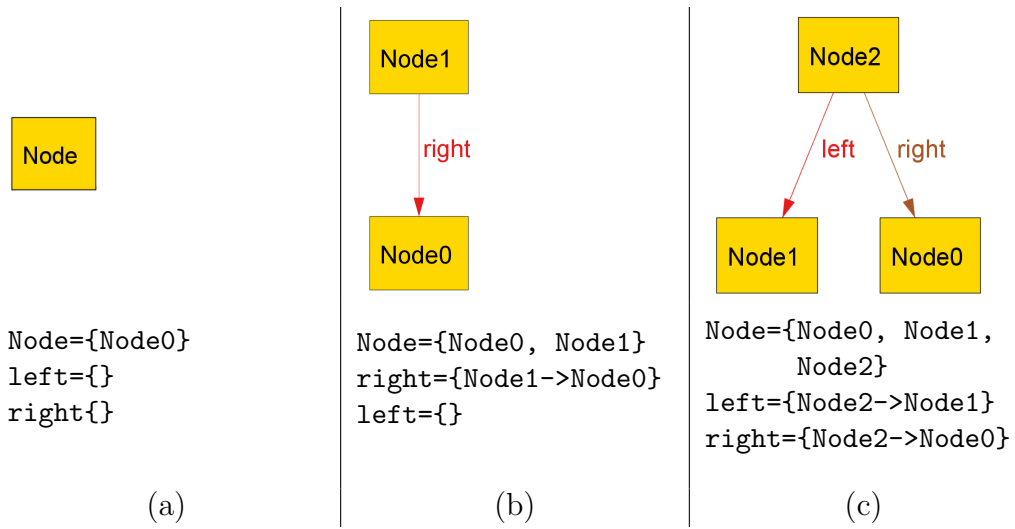 Node
Node={Node0}
left={}
right{}
(a)
Node1
right
Node0
Node={Node0, Node1}
right={Node1->Node0}
left={}
(b)
Node2
left right
Node1 Node0
Node={Node0, Node1,
Node2}
left={Node2->Node1}
right={Node2->Node0}
(c)